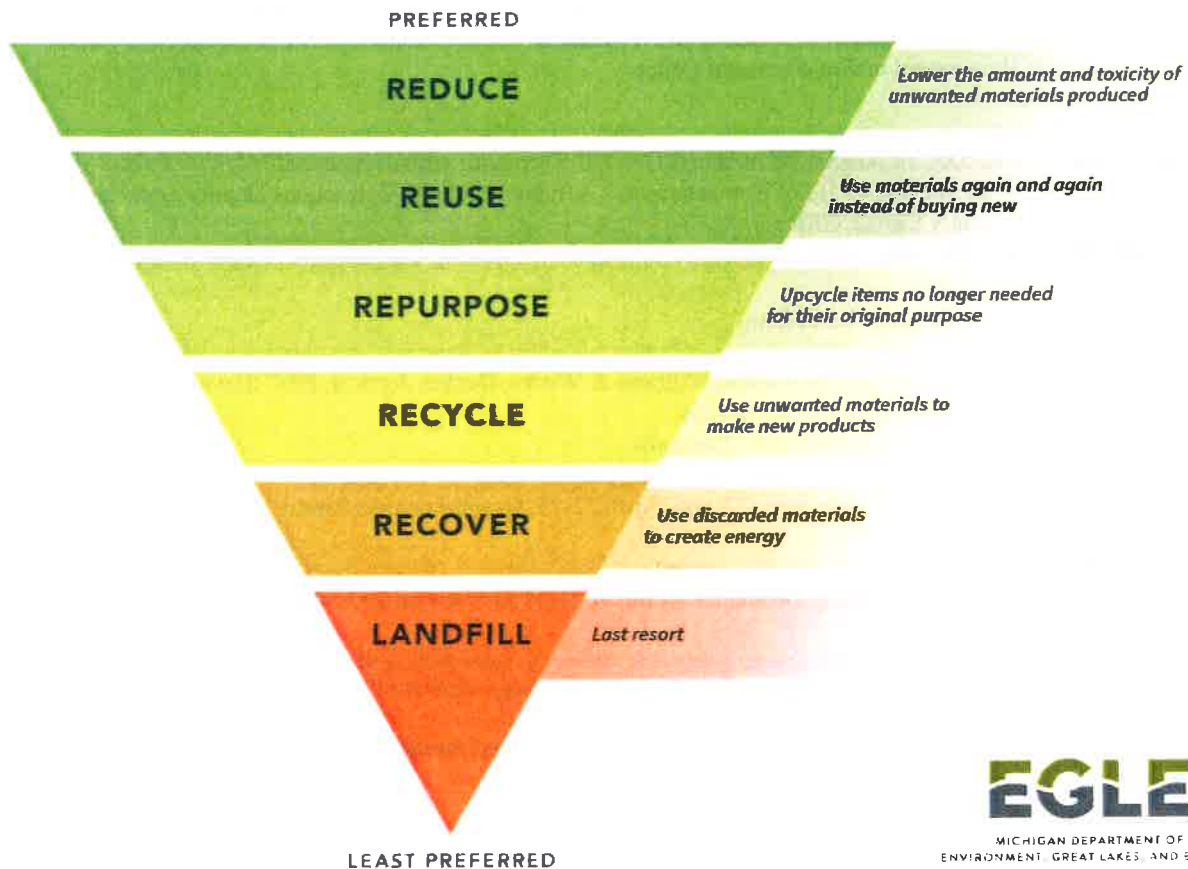 PREFERRED
REDUCE
Lower the amount and toxicity of
unwanted materials produced
REUSE
Use materials again and again
instead of buying new
REPURPOSE
Upcycle items no longer needed
for their original purpose
RECYCLE
Use unwanted materials to
make new products
RECOVER
Use discarded materials
to create energy
LANDFILL
Last resort
LEAST PREFERRED
EGLE
MICHIGAN DEPARTMENT OF
ENVIRONMENT, GREAT LAKES, AND E